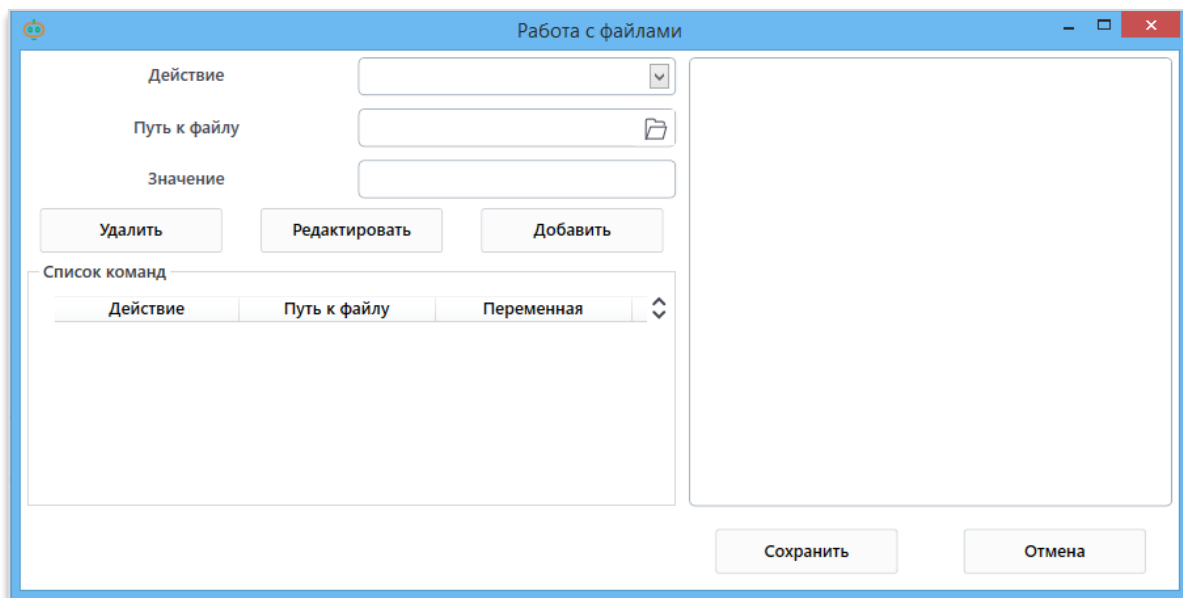 Работа с файлами
Действие
Путь к файлу
Значение
Удалить Редактировать Добавить
Список команд
Действие Путь к файлу Переменная
Сохранить Отмена